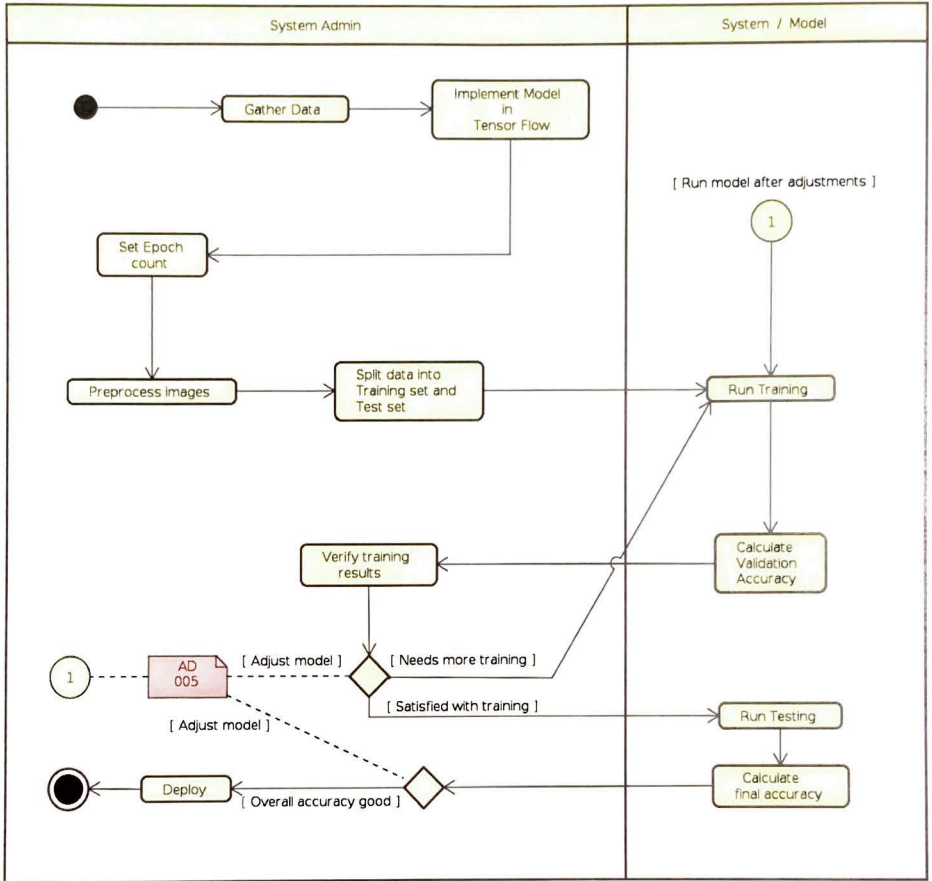 System Admin
System / Model
Gather Data
Implement Model
in
Tensor Flow
[ Run model after adjustments ]
1
Set Epoch
count
Preprocess images
Split data into
Training set and
Test set
Run Training
Verify training
results
Calculate
Validation
Accuracy
1
AD
005
[ Adjust model ]
[ Needs more training ]
[ Satisfied with training ]
Run Testing
[ Adjust model ]
Deploy
[ Overall accuracy good ]
Calculate
final accuracy